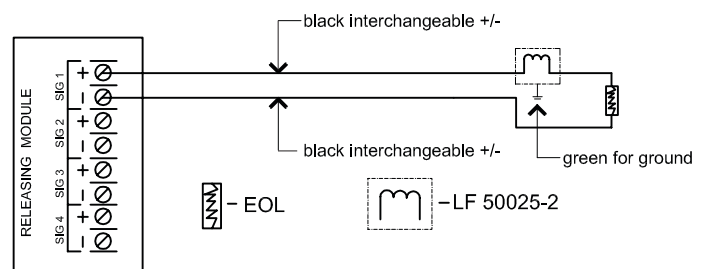 black interchangeable +/-
RELEASING MODULE
SIG 1
+
-
SIG 2
+
-
SIG 3
+
-
SIG 4
+
-
black interchangeable +/-
green for ground
- EOL
-LF 50025-2